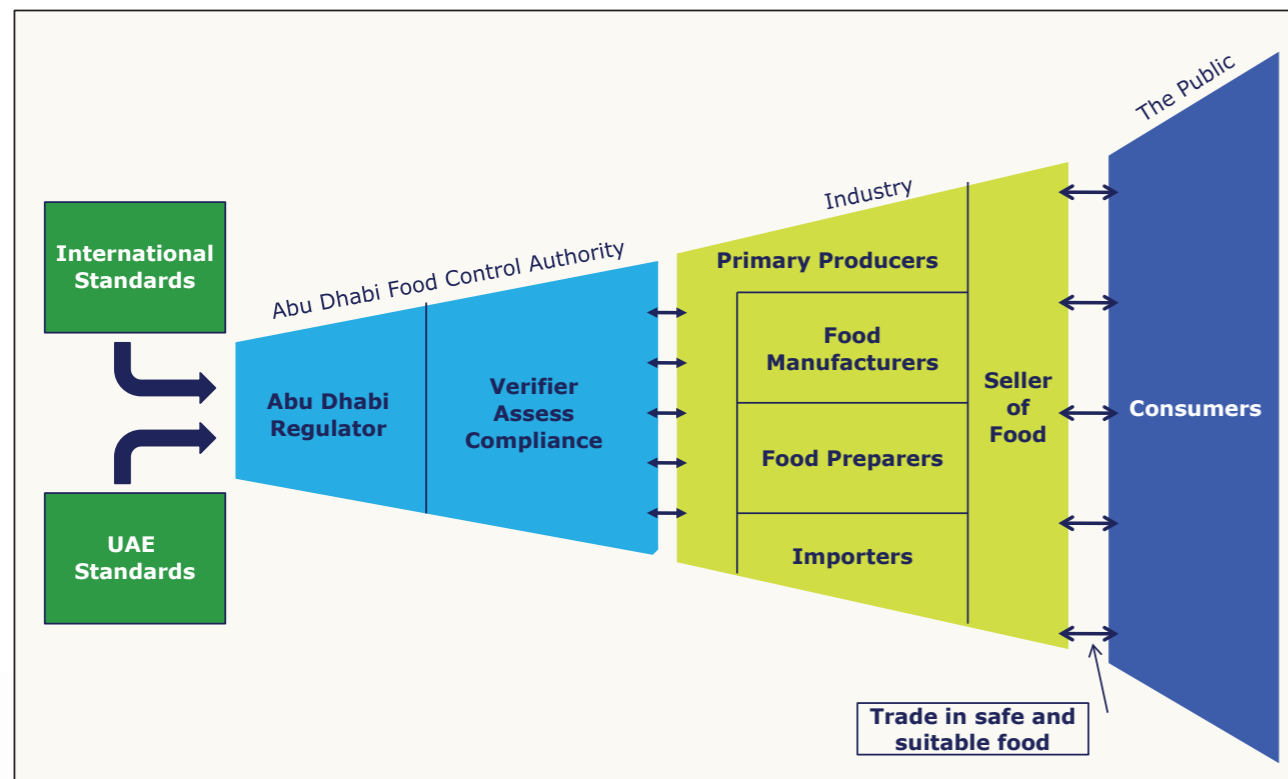 The Public
Industry
Abu Dhabi Food Control Authority
International
Standards
UAE
Standards
Abu Dhabi
Regulator
Verifier
Assess
Compliance
Primary Producers
Food
Manufacturers
Food Preparers
Importers
Seller
of
Food
Consumers
Trade in safe and
suitable food